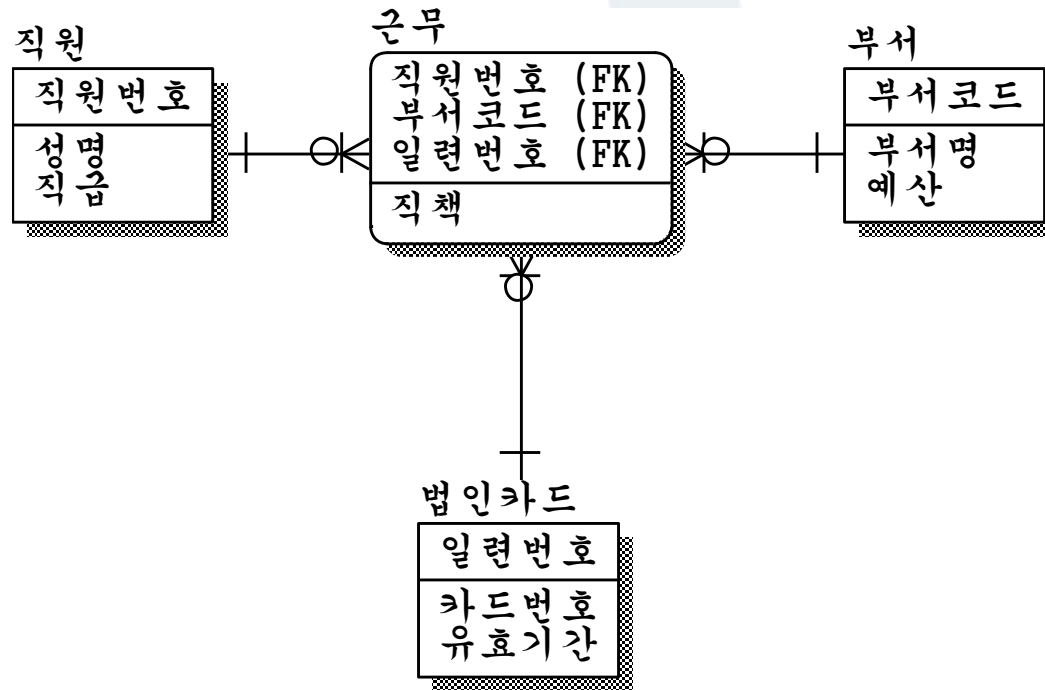 직원
직원번호
성명
직급
근무
직원번호 (FK)
부서코드 (FK)
일련번호 (FK)
직책
부서
부서코드
부서명
예산
법인카드
일련번호
카드번호
유효기간